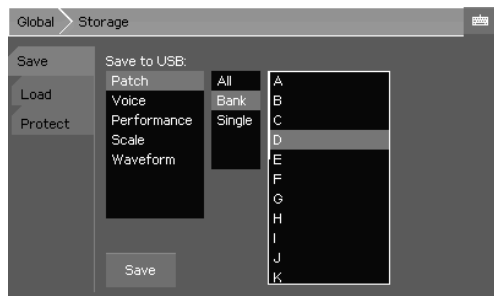 Global Storage
Save
Load
Protect
Save to USB:
Patch
Voice
Performance
Scale
Waveform
All
Bank
Single
A
B
C
D
E
F
G
H
I
J
K
Save